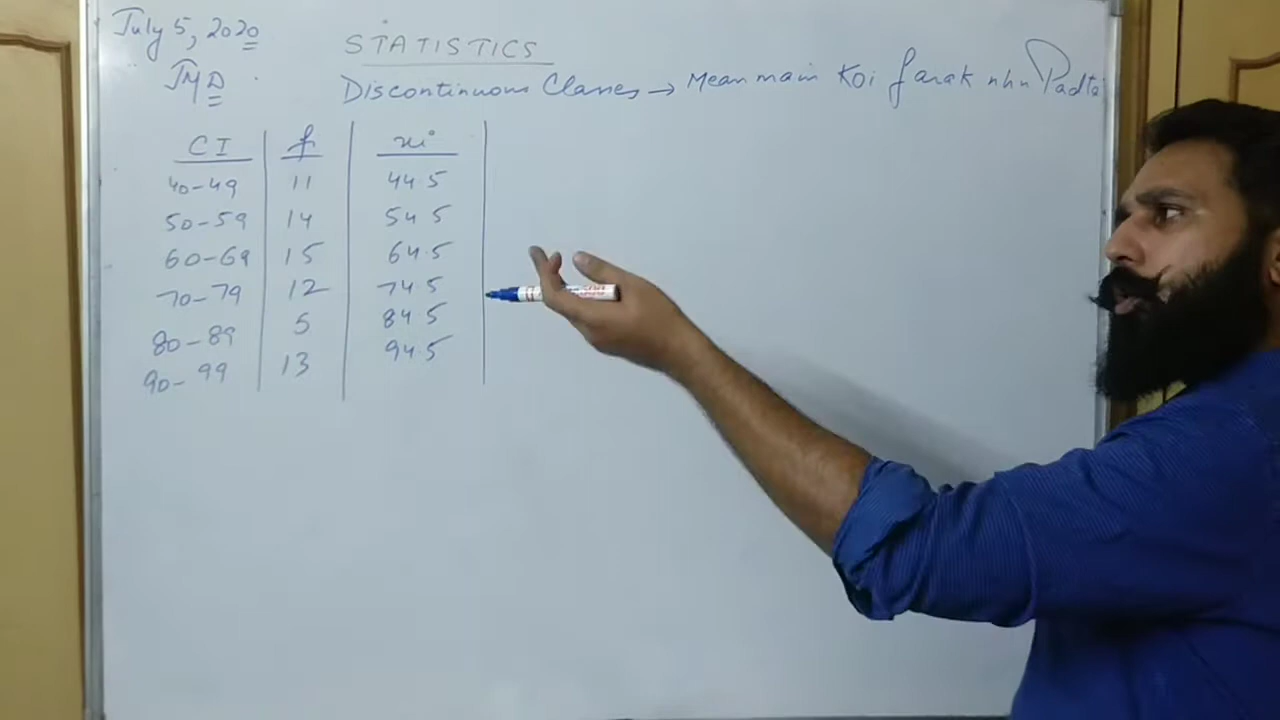 July 5, 2020
STATISTICS
JMD
Discontinuous Classes → Mean main Koi farak nhn Padta
CI f xi
40-49 11 44.5
50-59 14 54.5
60-69 15 64.5
70-79 12 74.5
80-89 5 84.5
90-99 13 94.5